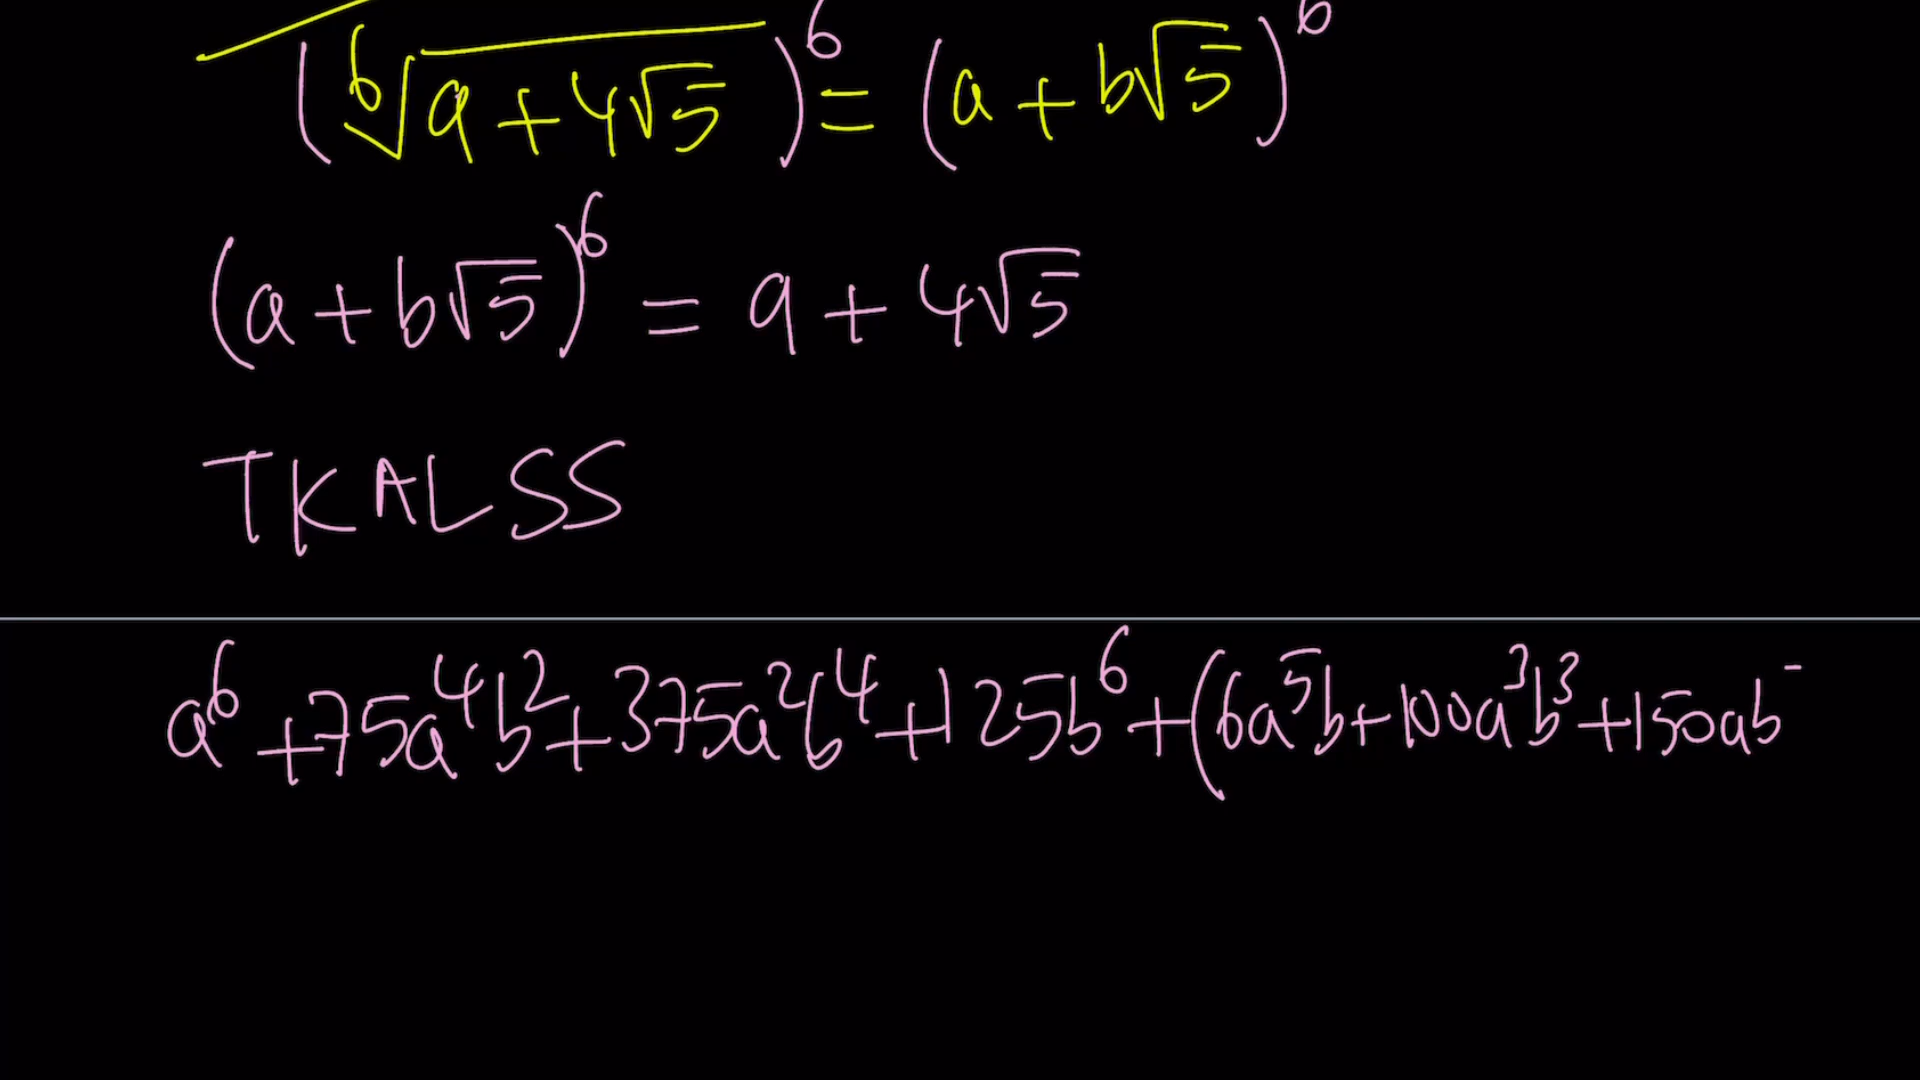 (⁶√(9+4√5))⁶ = (a+b√5)⁶
(a+b√5)⁶ = 9+4√5
TKALSS
a⁶+75a⁴b²+375a²b⁴+125b⁶+(6a⁵b+100a³b³+150ab